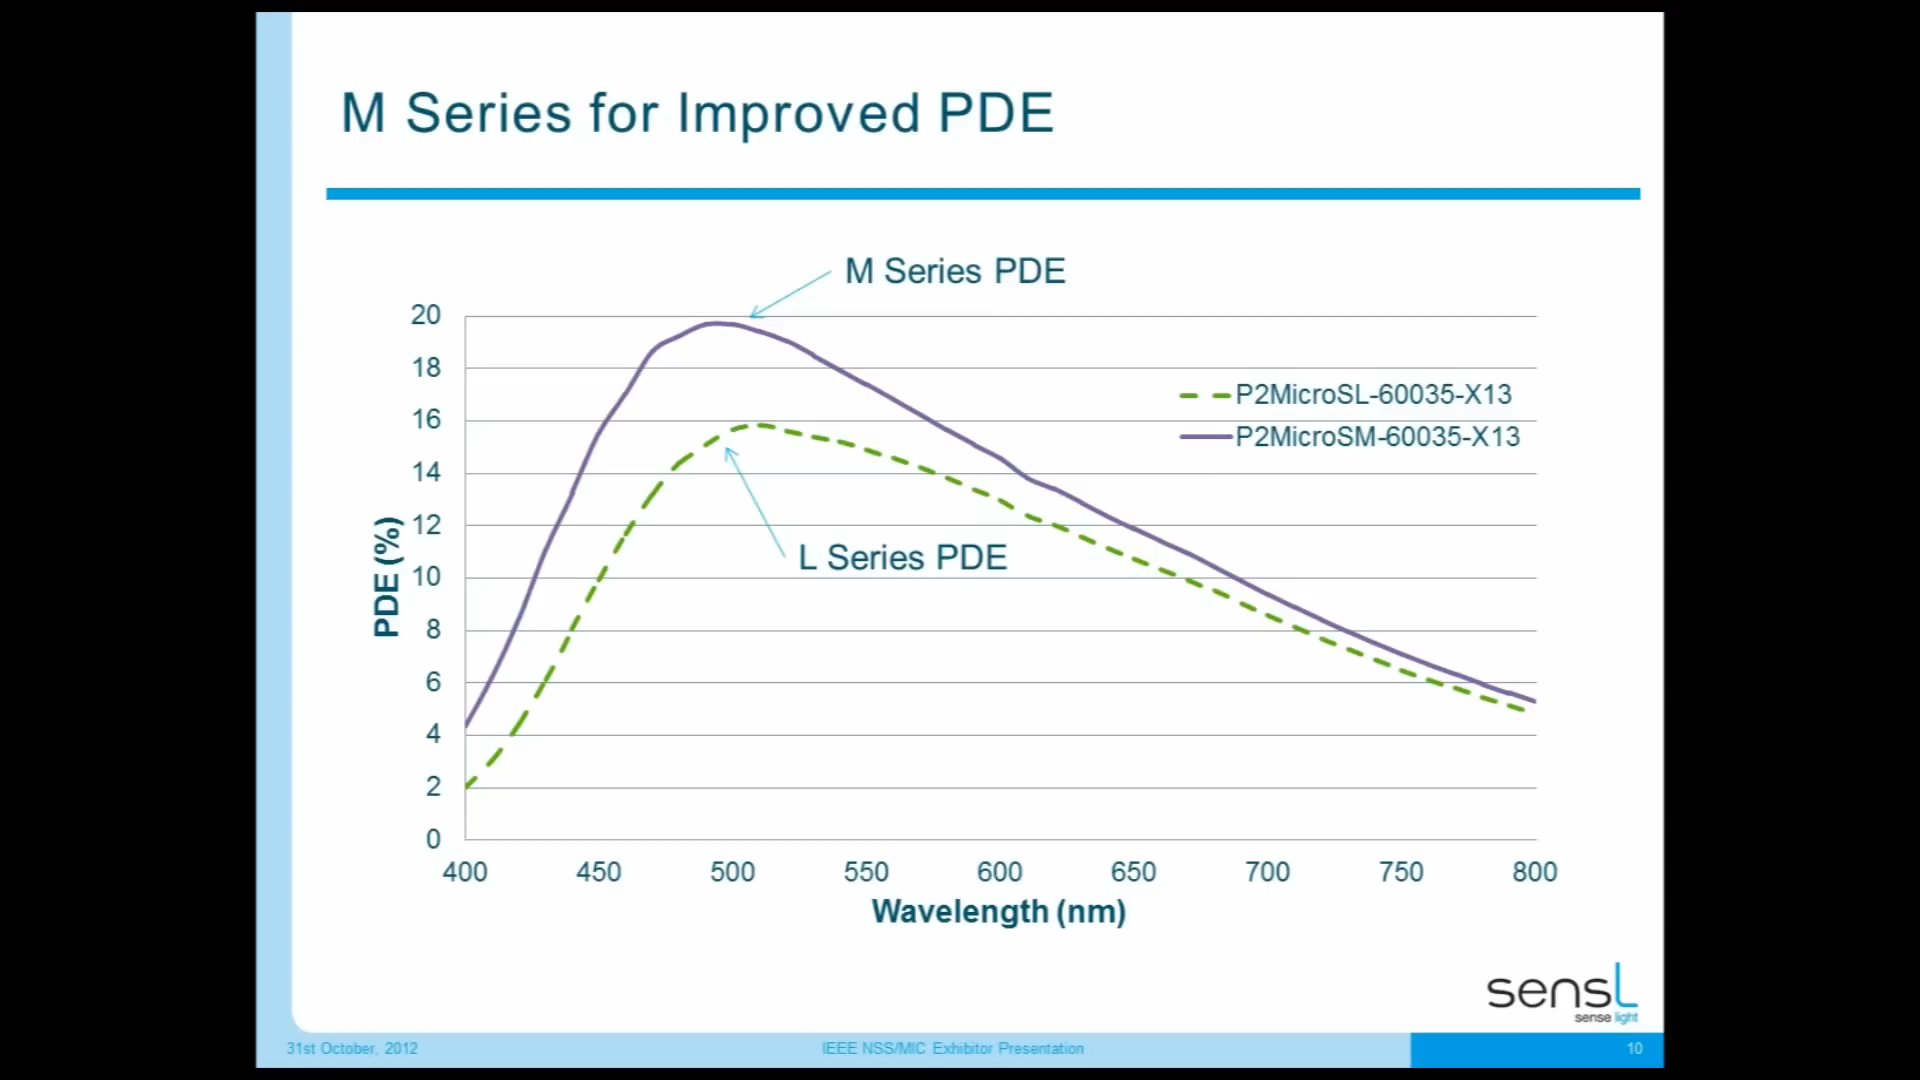 M Series for Improved PDE
M Series PDE
20
18
16
14
12
10
8
6
4
2
0
PDE (%)
P2MicroSL-60035-X13
P2MicroSM-60035-X13
L Series PDE
400 450 500 550 600 650 700 750 800
Wavelength (nm)
sensL
sense light
31st October, 2012
IEEE NSS/MIC Exhibitor Presentation
10